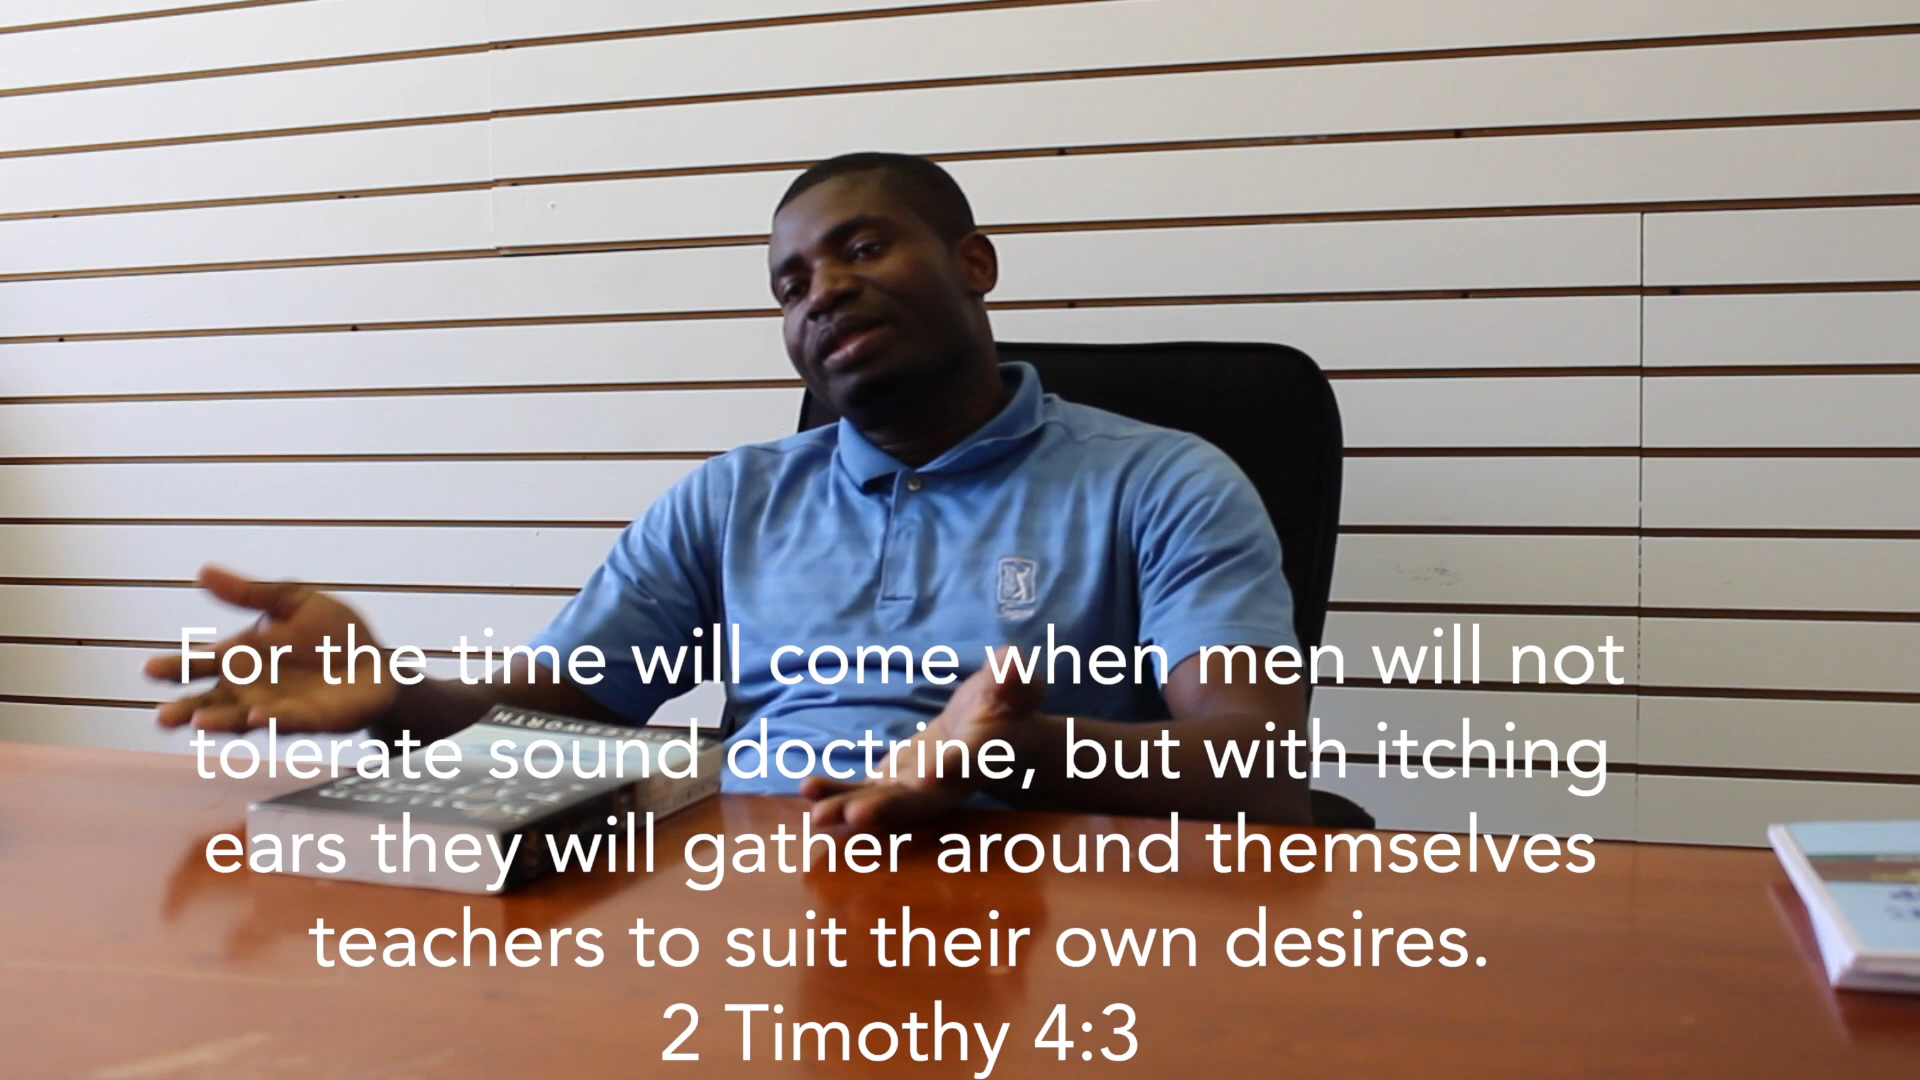 For the time will come when men will not
tolerate sound doctrine, but with itching
ears they will gather around themselves
teachers to suit their own desires.
2 Timothy 4:3